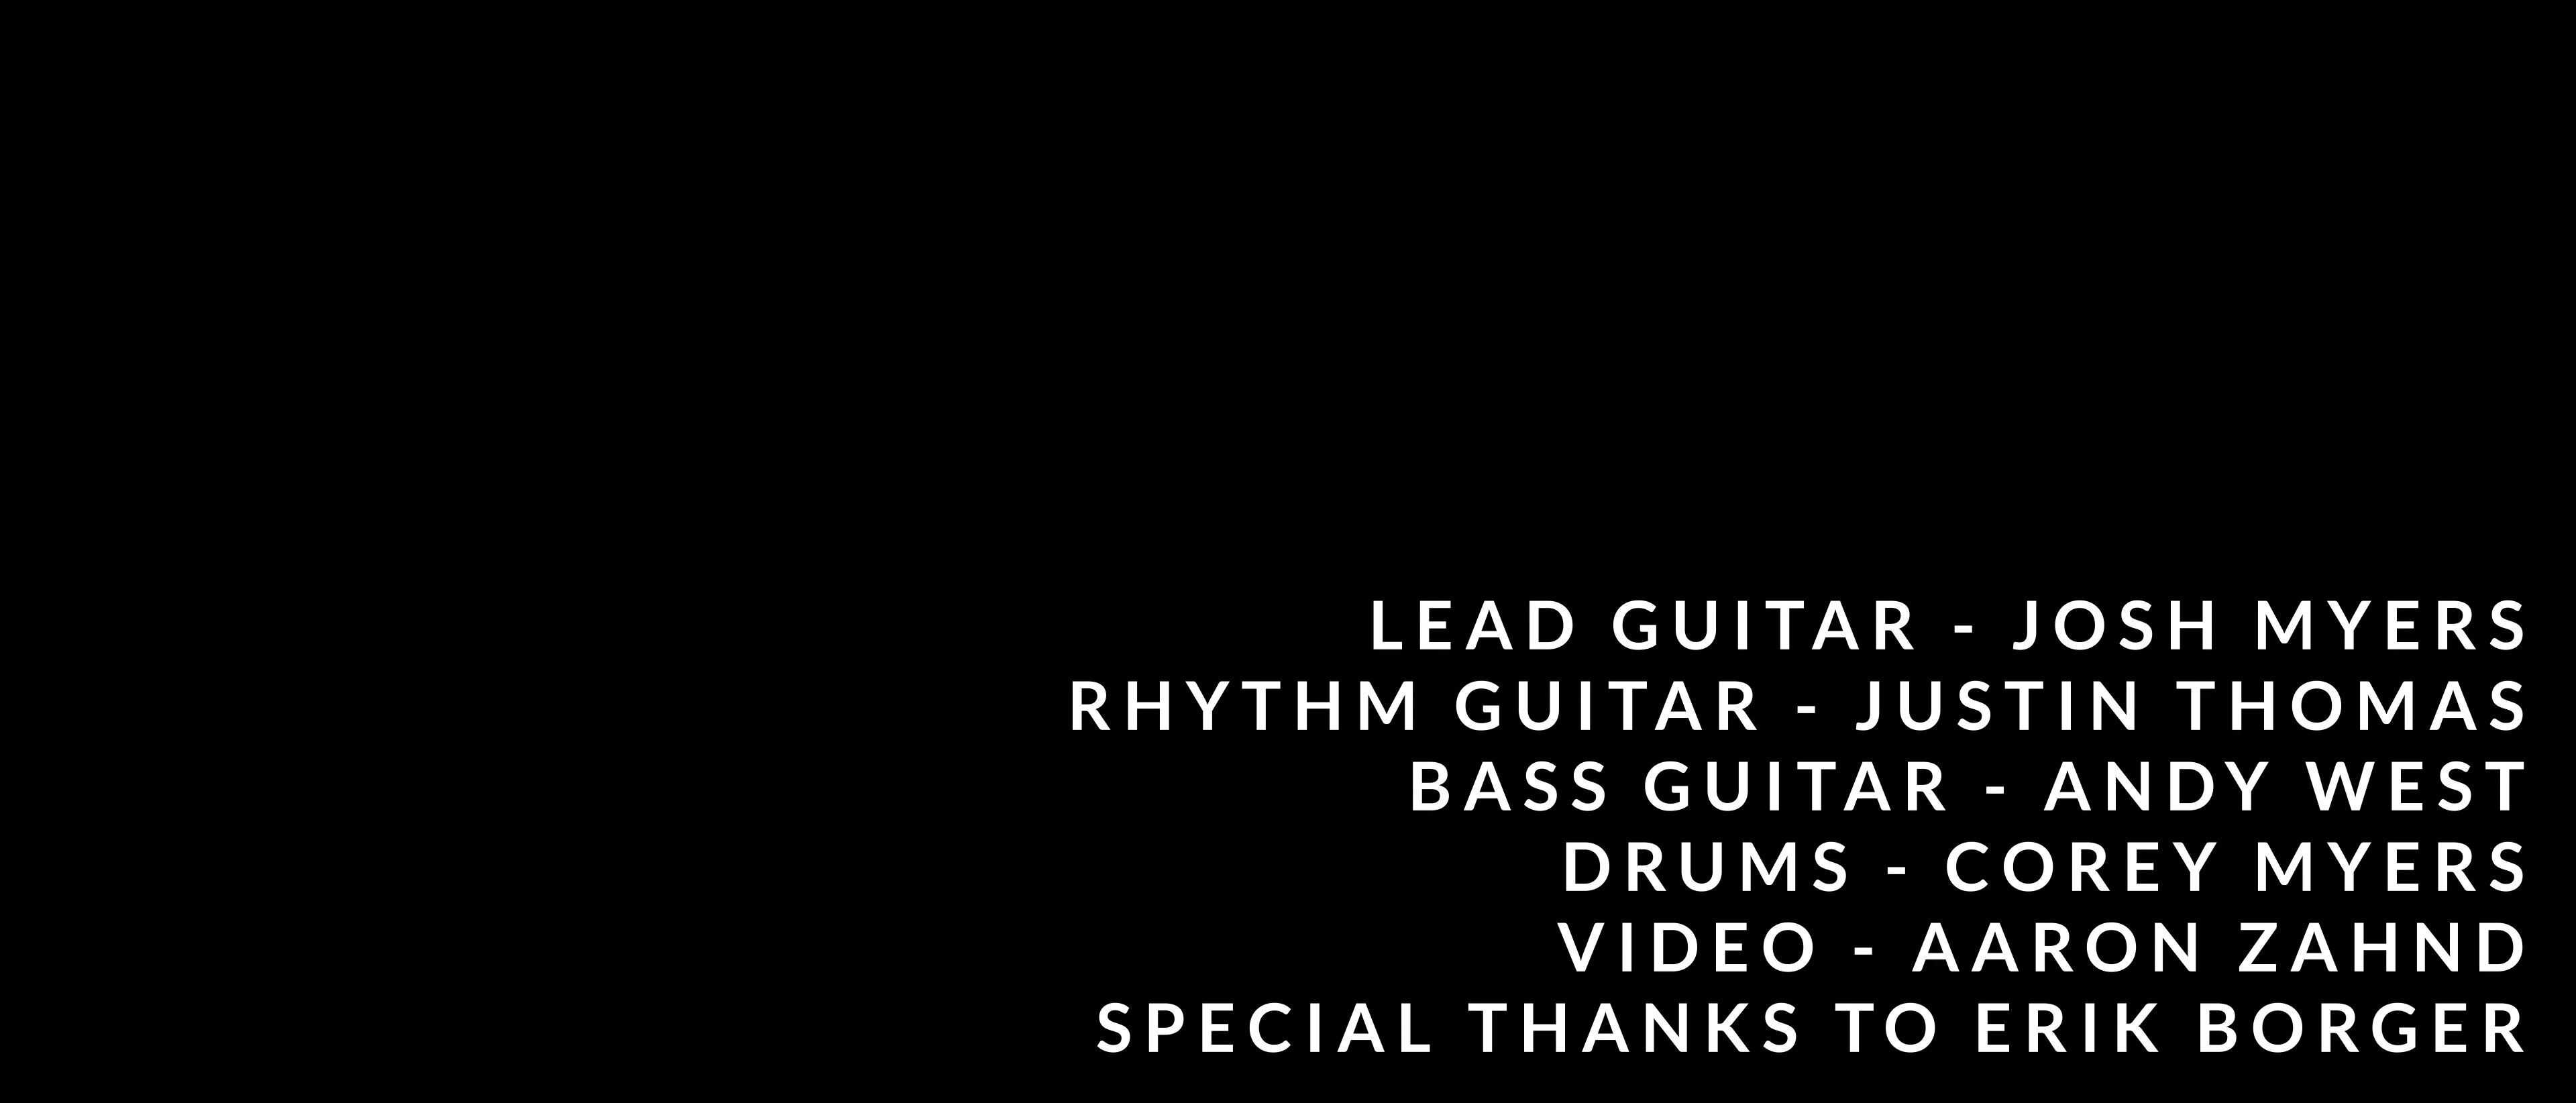 LEAD GUITAR - JOSH MYERS
RHYTHM GUITAR - JUSTIN THOMAS
BASS GUITAR - ANDY WEST
DRUMS - COREY MYERS
VIDEO - AARON ZAHND
SPECIAL THANKS TO ERIK BORGER